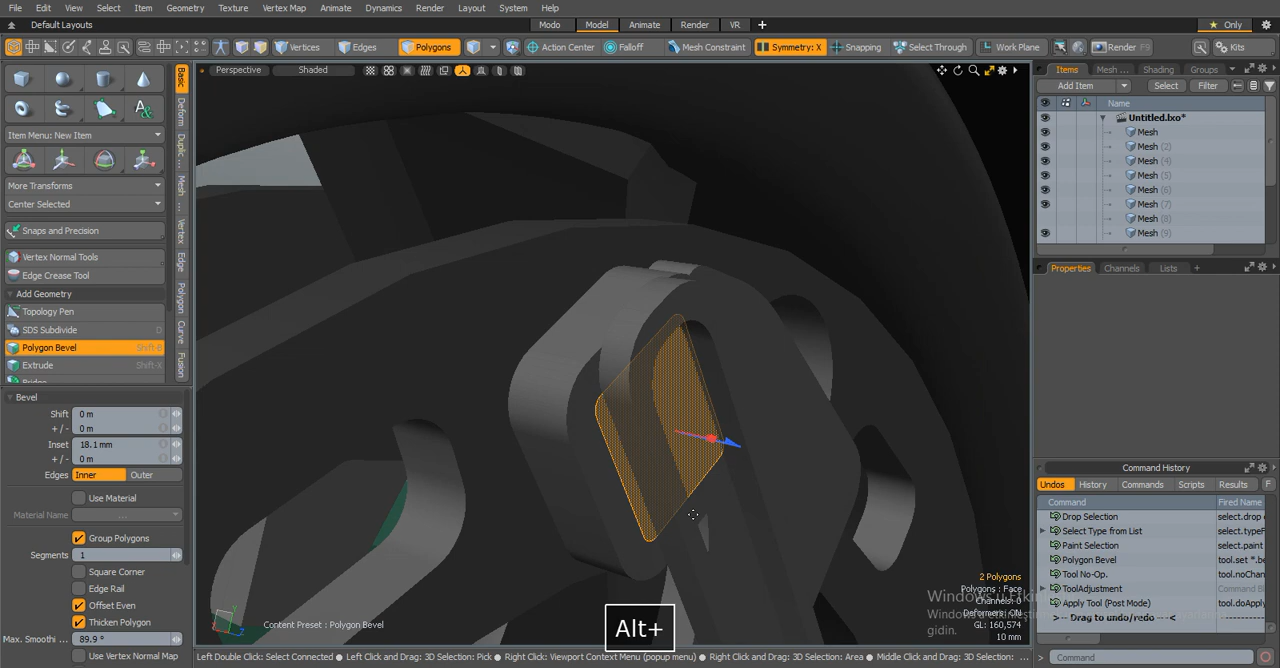 File Edit View Select Item Geometry Texture Vertex Map Animate Dynamics Render Layout System Help
Default Layouts
Modo Model Animate Render VR +
★ Only
Vertices Edges Polygons Action Center Falloff Mesh Constraint Symmetry: X Snapping Select Through Work Plane Render F9 Kits
Perspective Shaded
Basic
Deform
Duplic ...
Mesh ...
Vertex
Edge
Polygon
Curve
Fusion
Item Menu: New Item
More Transforms
Center Selected
Snaps and Precision
Vertex Normal Tools
Edge Crease Tool
Add Geometry
Topology Pen
SDS Subdivide D
Polygon Bevel Shift-B
Extrude Shift-X
Bevel
Shift 0 m
+ / - 0 m
Inset 18.1 mm
+ / - 0 m
Edges Inner Outer
Use Material
Material Name ...
Group Polygons
Segments 1
Square Corner
Edge Rail
Offset Even
Thicken Polygon
Max. Smoothi ... 89.9 °
Use Vertex Normal Map
Y
Z
Content Preset : Polygon Bevel
Alt+
2 Polygons
Polygons : Face
Channels: 0
Deformers: ON
GL: 160,574
10 mm
gidin.
Left Double Click: Select Connected ● Left Click and Drag: 3D Selection: Pick ● Right Click: Viewport Context Menu (popup menu) ● Right Click and Drag: 3D Selection: Area ● Middle Click and Drag: 3D Selection: ...
Items Mesh ... Shading Groups
Add Item Select Filter
Name
Untitled.lxo*
Mesh
Mesh (2)
Mesh (4)
Mesh (5)
Mesh (6)
Mesh (7)
Mesh (8)
Mesh (9)
Properties Channels Lists +
Command History
Undos History Commands Scripts Results F
Command Fired Name
Drop Selection select.drop
Select Type from List select.typeF
Paint Selection select.paint
Polygon Bevel tool.set *.be
Tool No-Op. tool.noChan
ToolAdjustment Command B
Apply Tool (Post Mode) tool.doApply
>-- Drag to undo/redo ---<
Command